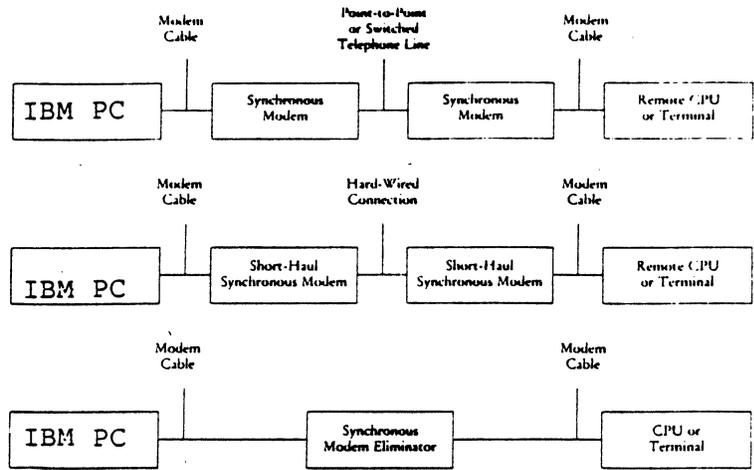 Modem
Cable
Point-to-Point
or Switched
Telephone Line
Modem
Cable
IBM PC
Synchronous
Modem
Synchronous
Modem
Remote CPU
or Terminal
Modem
Cable
Hard-Wired
Connection
Modem
Cable
IBM PC
Short-Haul
Synchronous Modem
Short-Haul
Synchronous Modem
Remote CPU
or Terminal
Modem
Cable
Modem
Cable
IBM PC
Synchronous
Modem Eliminator
CPU or
Terminal